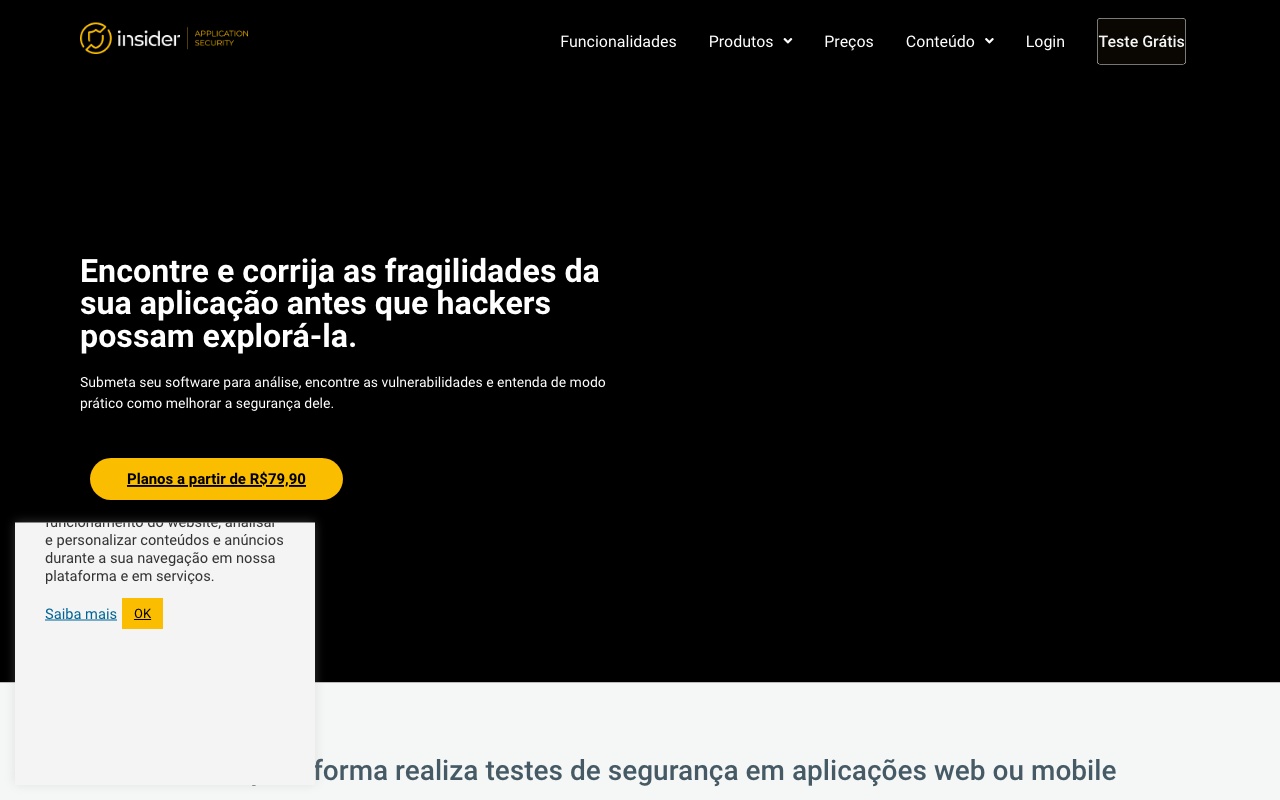 insider
APPLICATION
SECURITY
Funcionalidades
Produtos
Preços
Conteúdo
Login
Teste Grátis
Encontre e corrija as fragilidades da
sua aplicação antes que hackers
possam explorá-la.
Submeta seu software para análise, encontre as vulnerabilidades e entenda de modo
prático como melhorar a segurança dele.
Planos a partir de R$79,90
funcionamento do website, analisar
e personalizar conteúdos e anúncios
durante a sua navegação em nossa
plataforma e em serviços.
Saiba mais
OK
forma realiza testes de segurança em aplicações web ou mobile